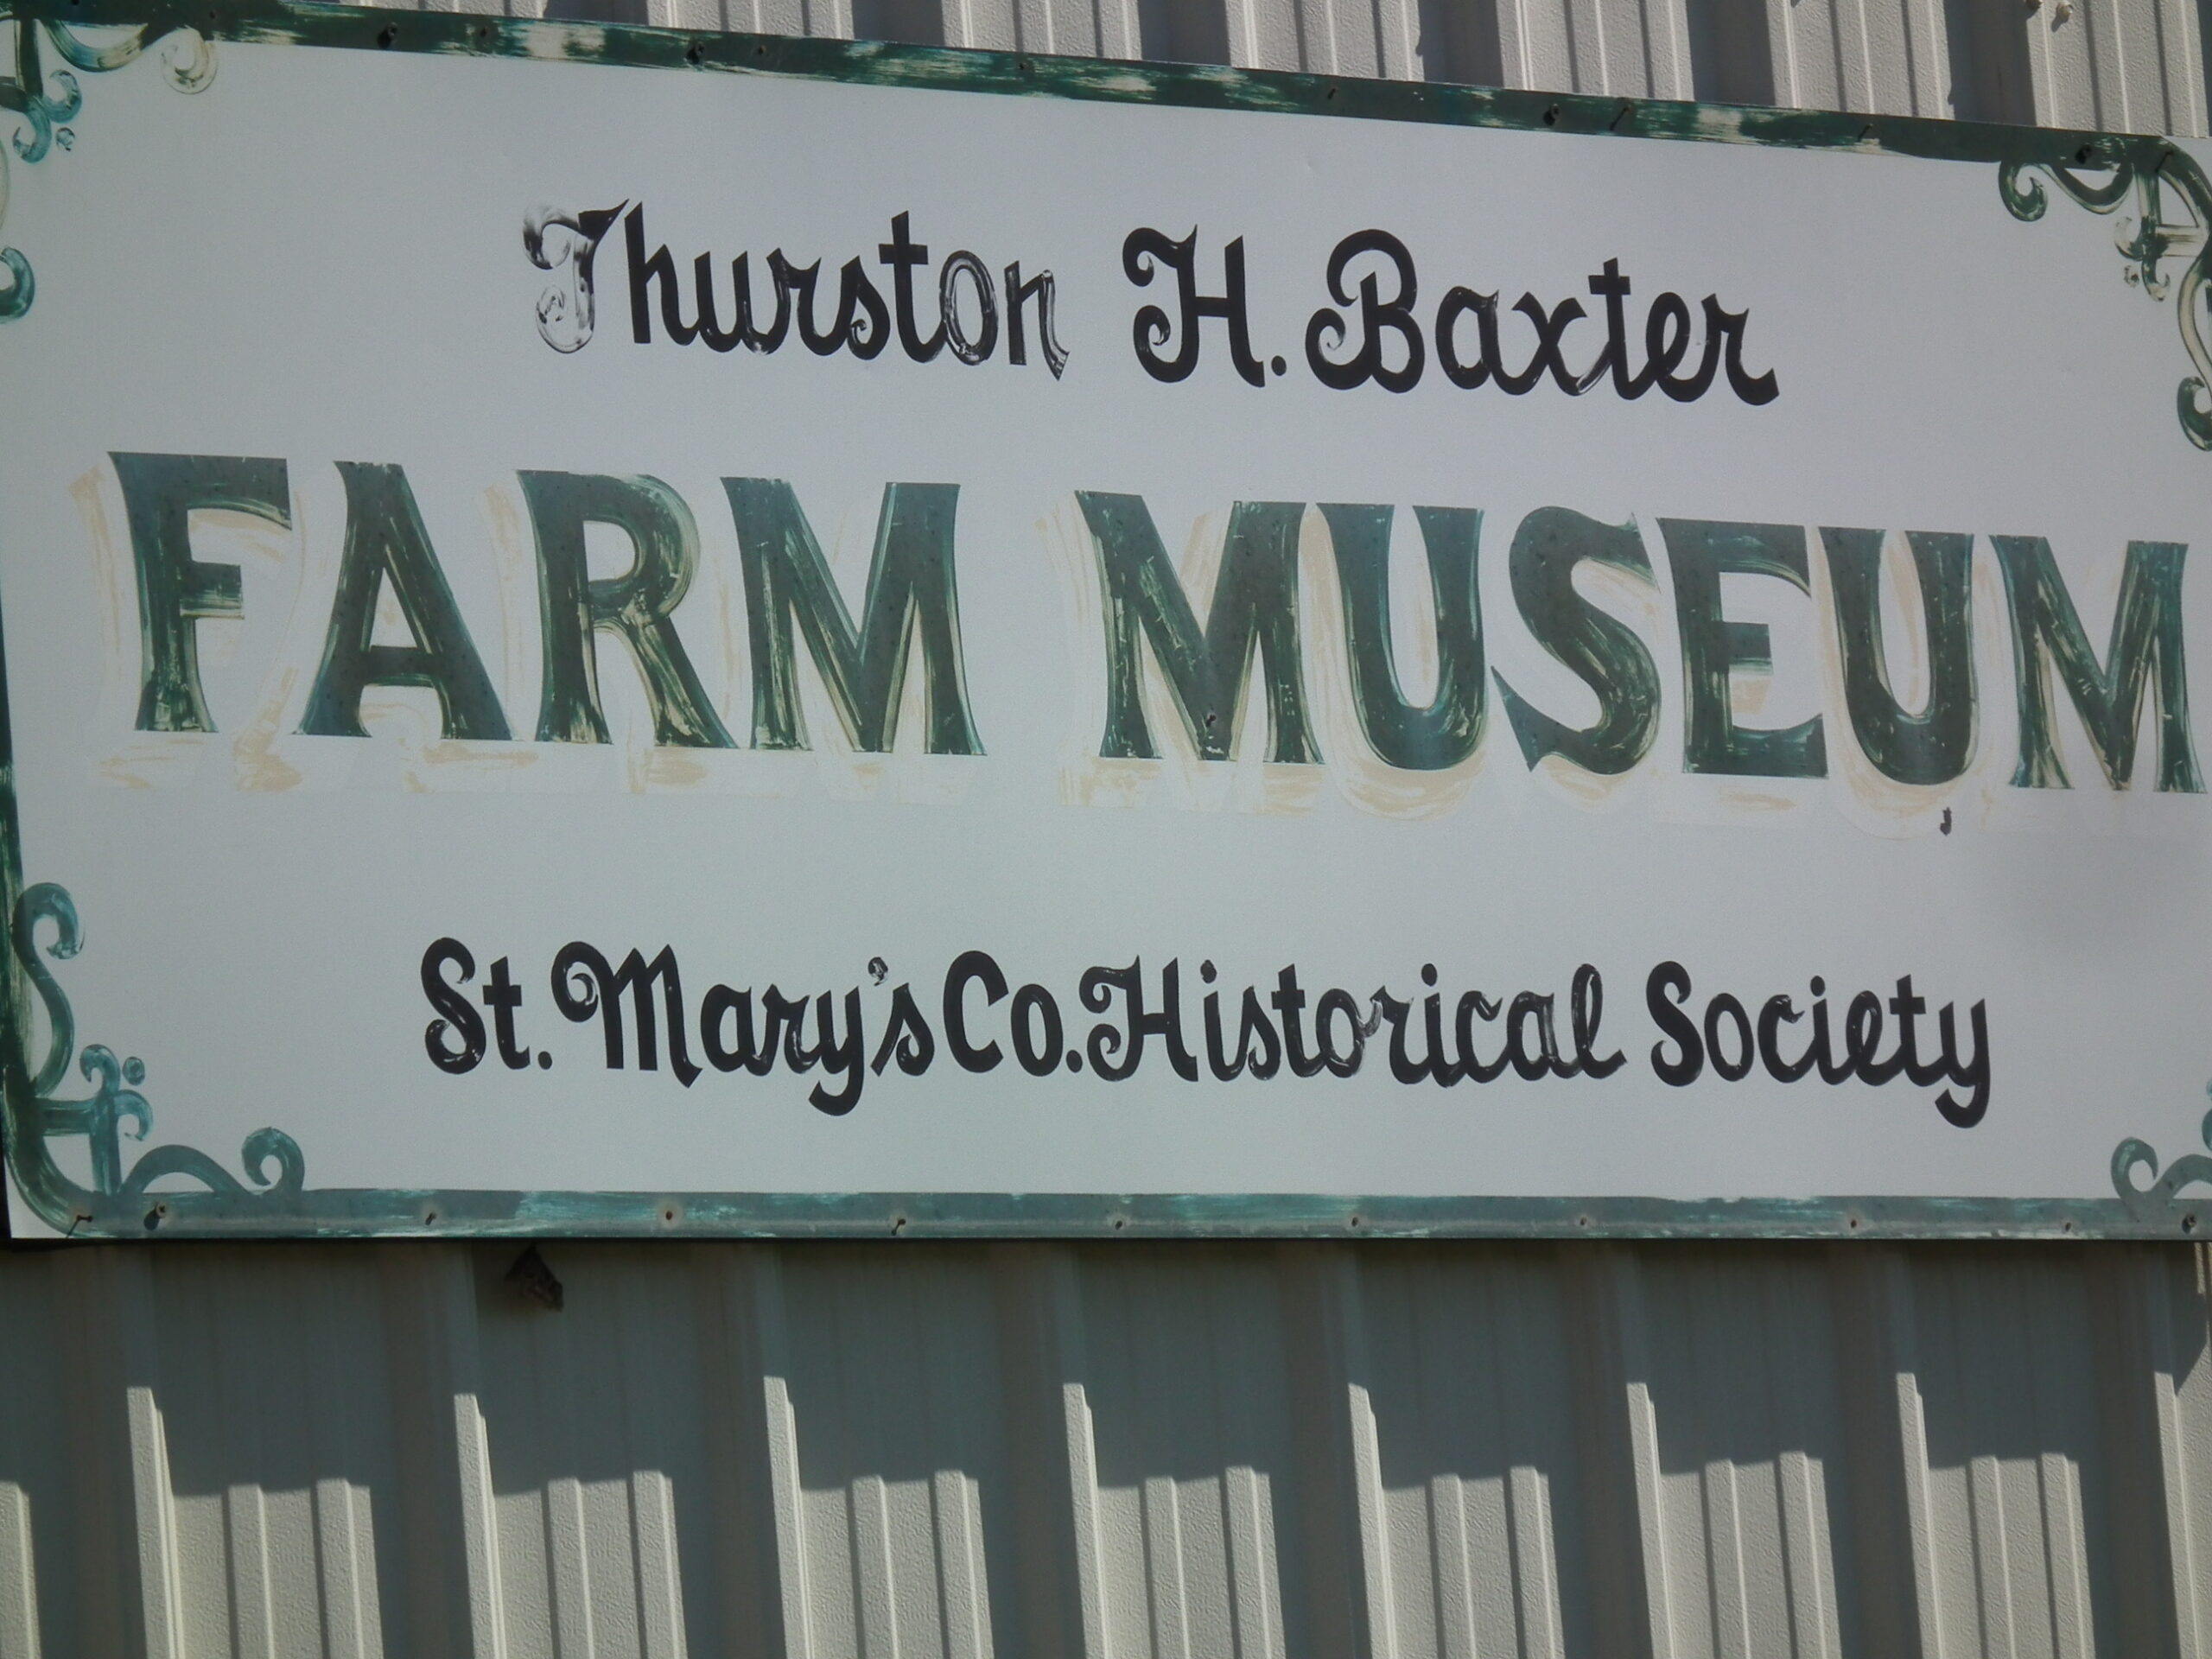 Thurston H. Baxter
FARM MUSEUM
St. Mary's Co. Historical Society